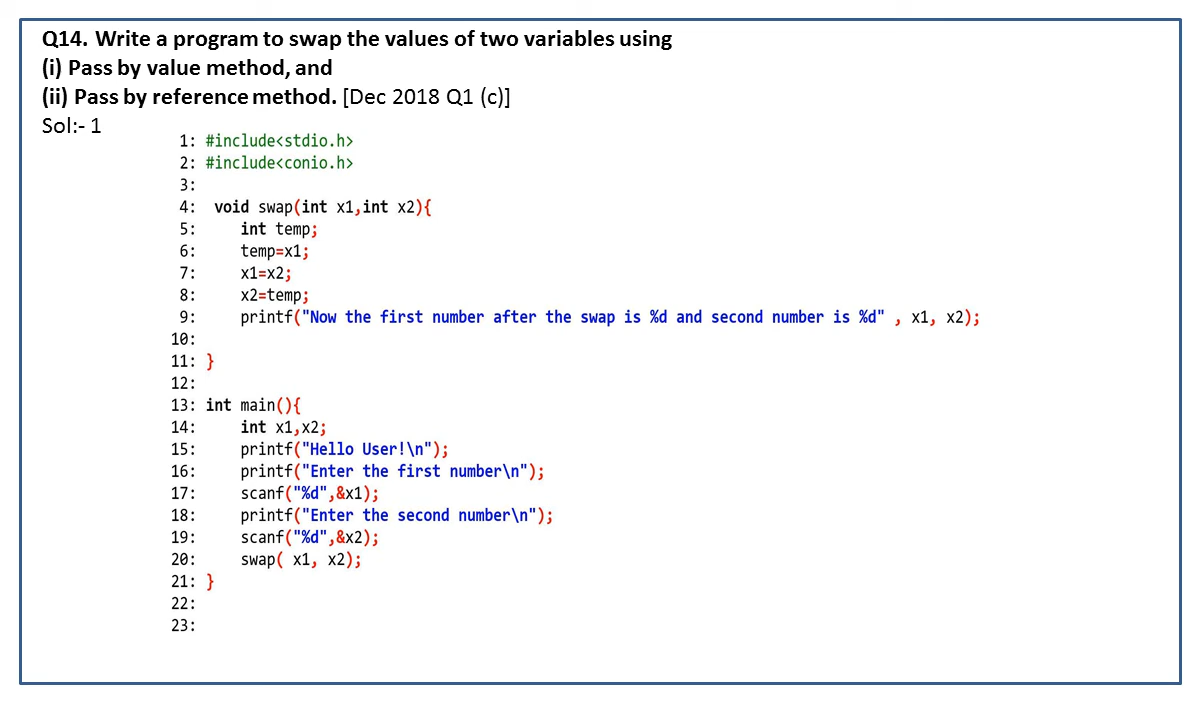 Q14. Write a program to swap the values of two variables using
(i) Pass by value method, and
(ii) Pass by reference method. [Dec 2018 Q1 (c)]
Sol:- 1
1: #include<stdio.h>
2: #include<conio.h>
3:
4: void swap(int x1,int x2){
5: int temp;
6: temp=x1;
7: x1=x2;
8: x2=temp;
9: printf("Now the first number after the swap is %d and second number is %d" , x1, x2);
10:
11: }
12:
13: int main(){
14: int x1,x2;
15: printf("Hello User!\n");
16: printf("Enter the first number\n");
17: scanf("%d",&x1);
18: printf("Enter the second number\n");
19: scanf("%d",&x2);
20: swap( x1, x2);
21: }
22:
23: